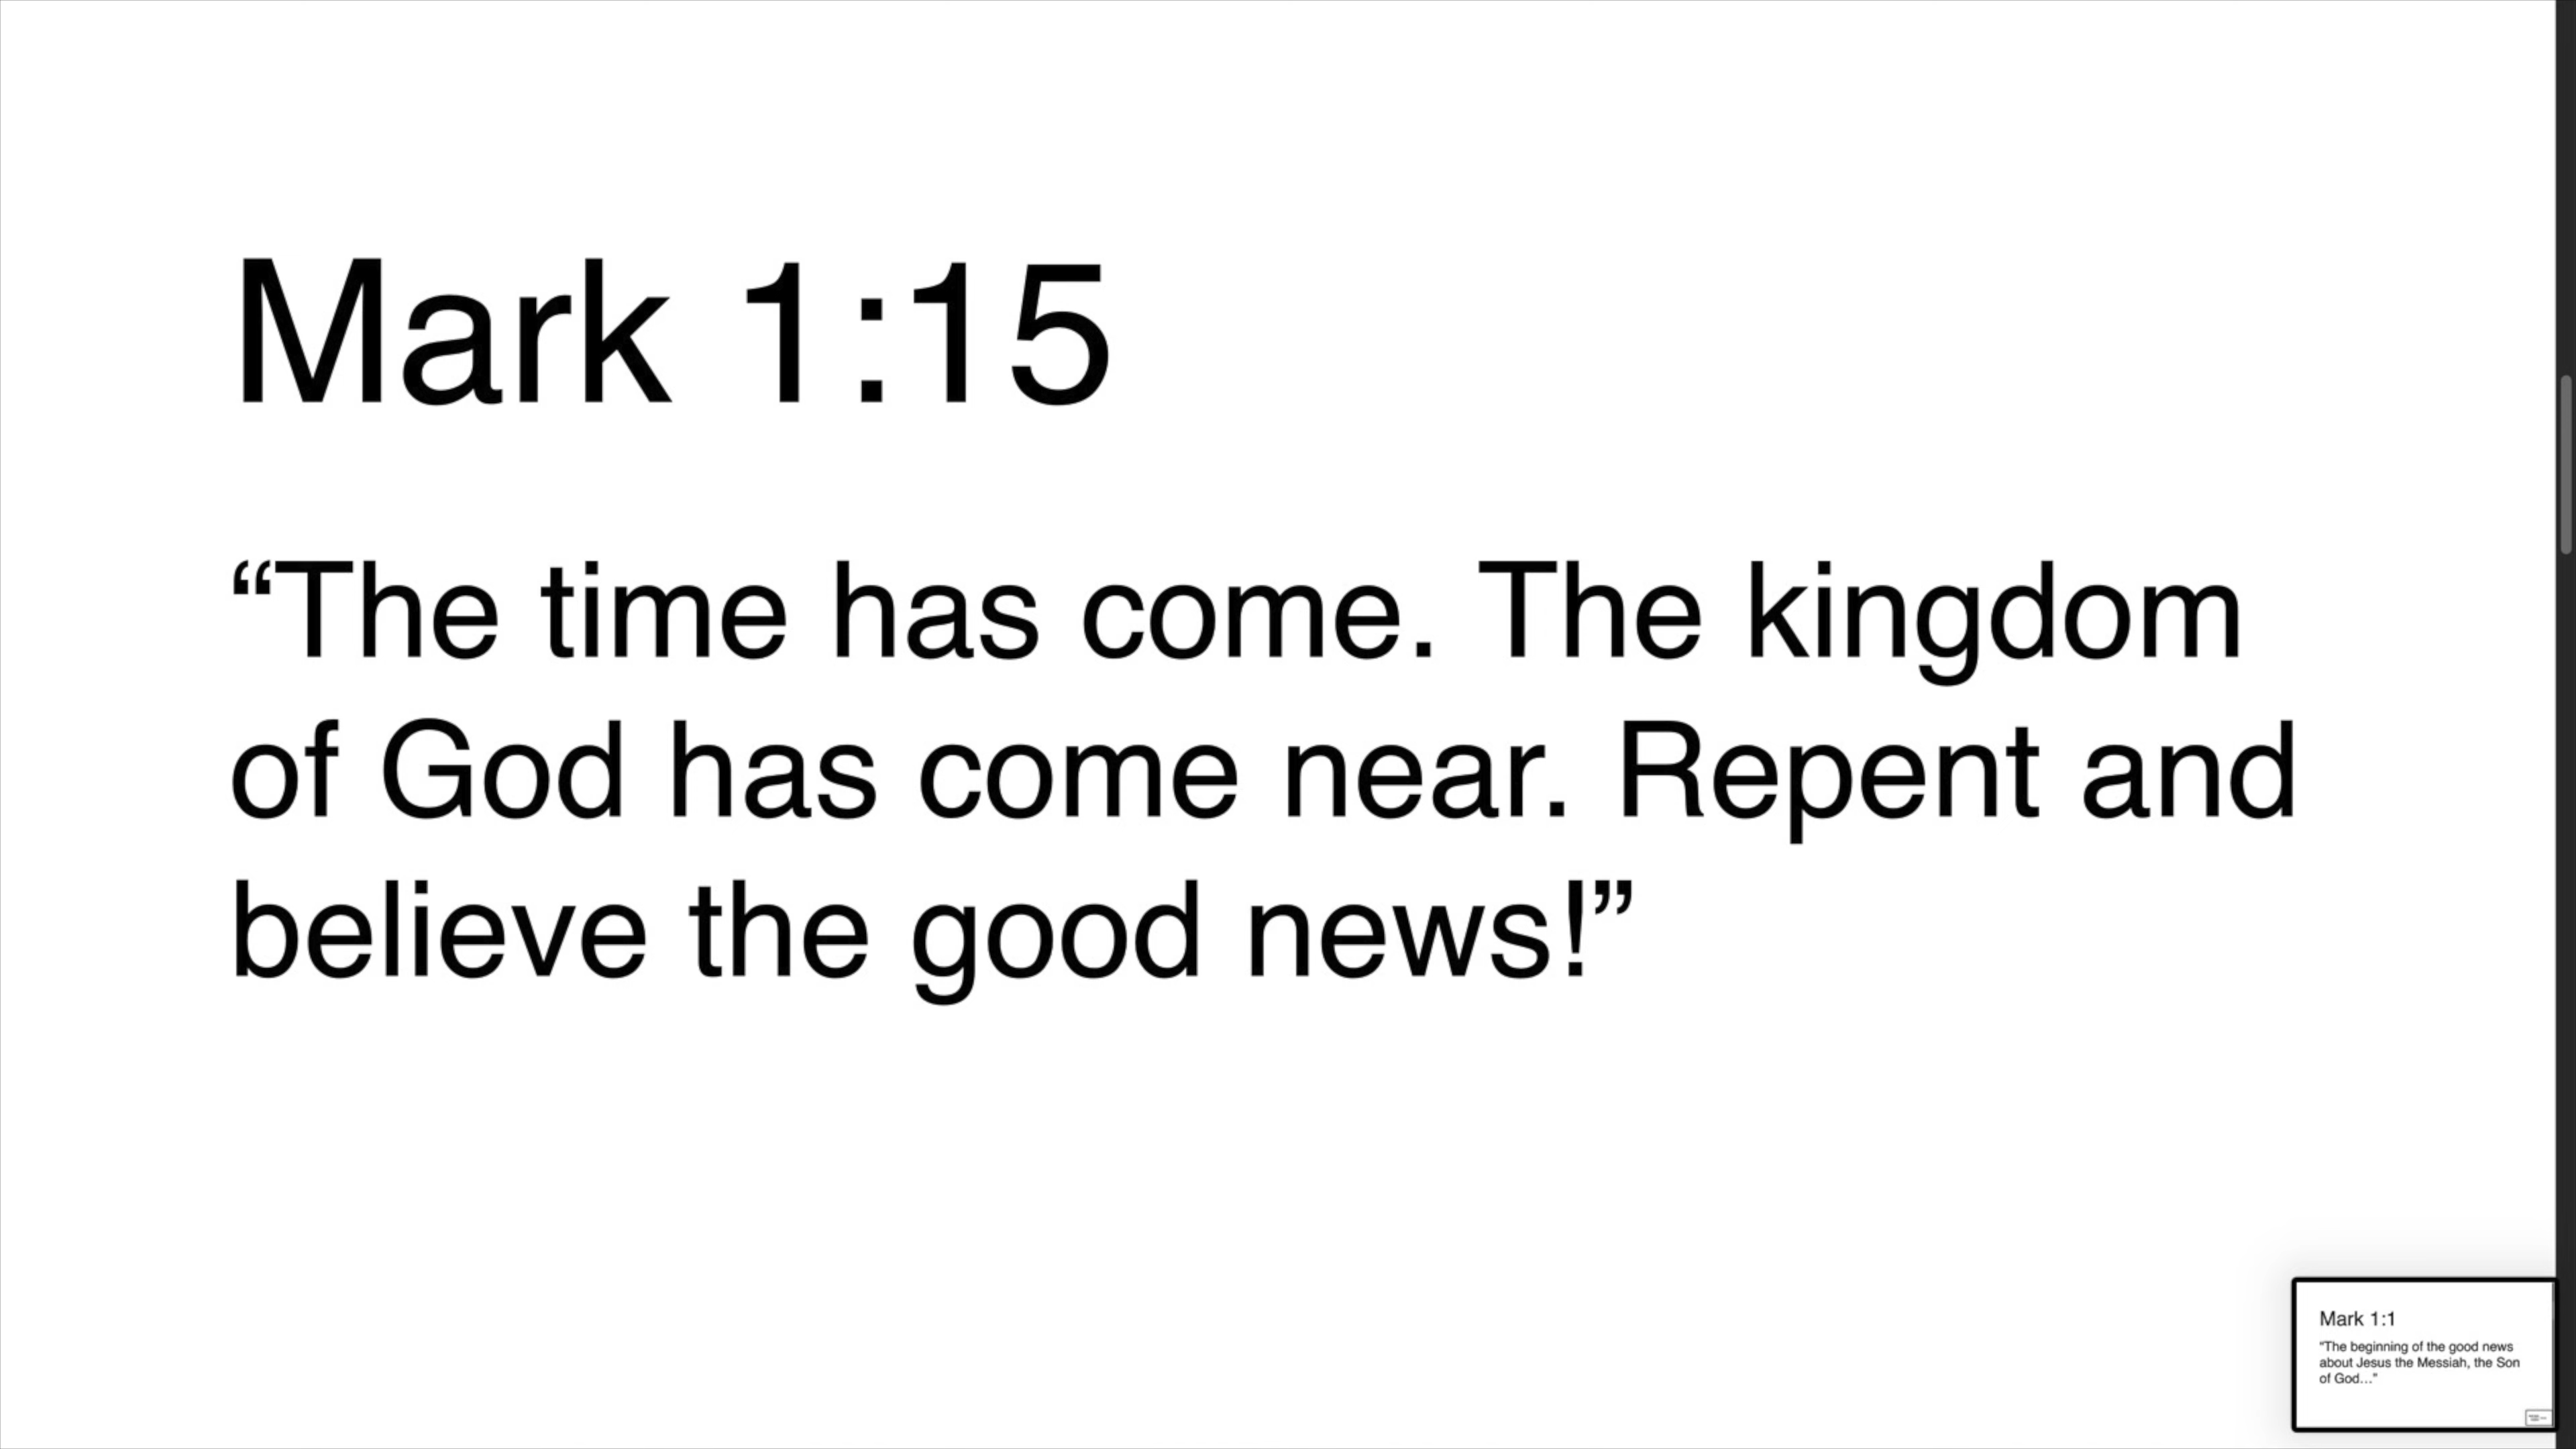 Mark 1:15
“The time has come. The kingdom
of God has come near. Repent and
believe the good news!”
Mark 1:1
“The beginning of the good news
about Jesus the Messiah, the Son
of God…”